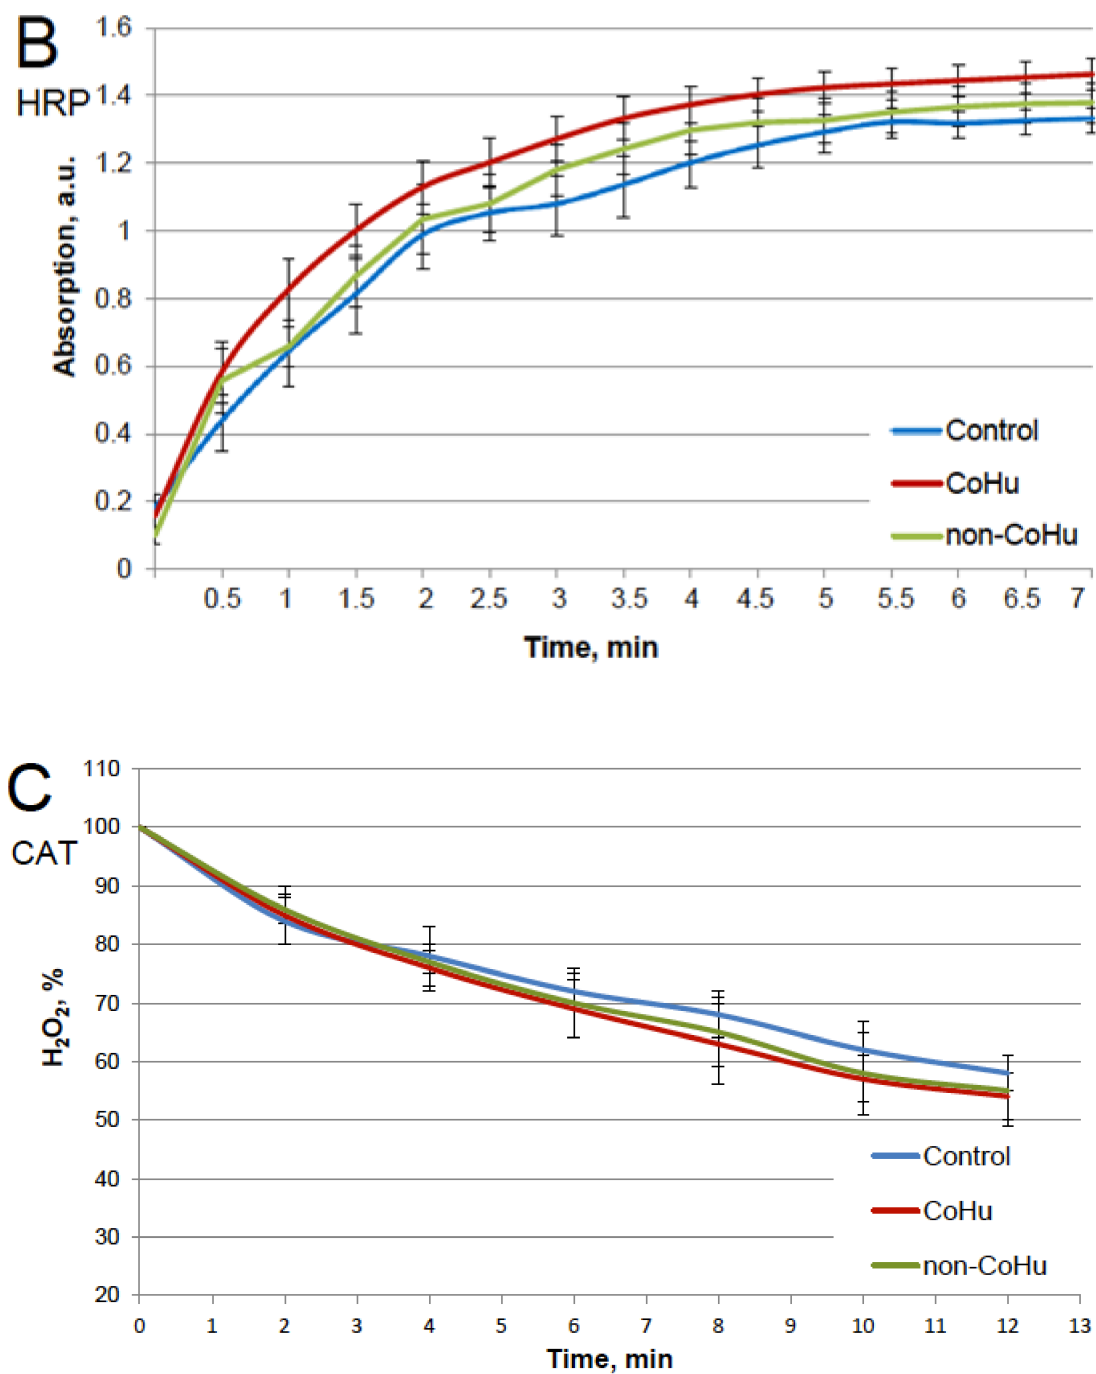 B
HRP
1.6
1.4
1.2
1
0.8
0.6
0.4
0.2
0
Absorption, a.u.
Control
CoHu
non-CoHu
0.5 1 1.5 2 2.5 3 3.5 4 4.5 5 5.5 6 6.5 7
Time, min
C
CAT
110
100
90
80
70
60
50
40
30
20
H₂O₂, %
Control
CoHu
non-CoHu
0 1 2 3 4 5 6 7 8 9 10 11 12 13
Time, min